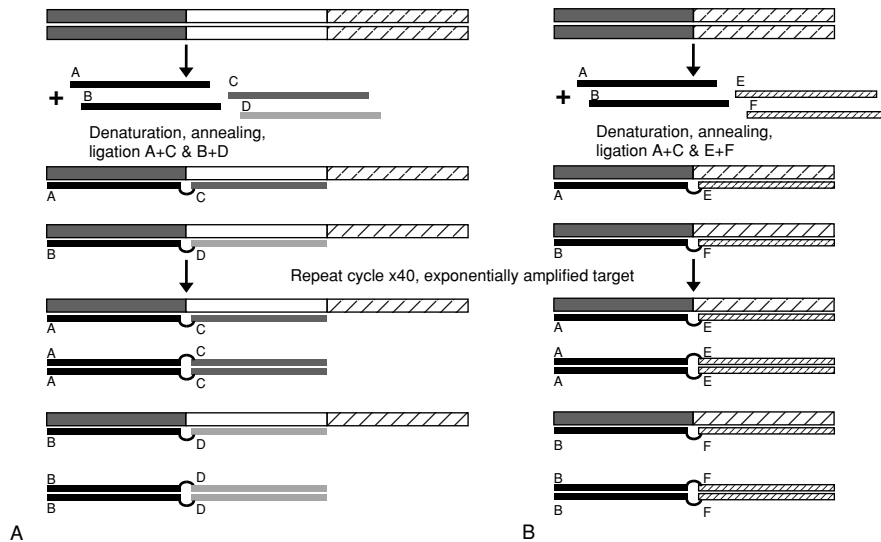 A
+
B
C
D
Denaturation, annealing,
ligation A+C & B+D
A
C
B
D
A
+
B
E
F
Denaturation, annealing,
ligation A+C & E+F
A
E
B
F
Repeat cycle x40, exponentially amplified target
A
C
A
C
A
C
B
D
B
D
B
D
A
A
E
A
E
A
E
B
F
B
F
B
F
B